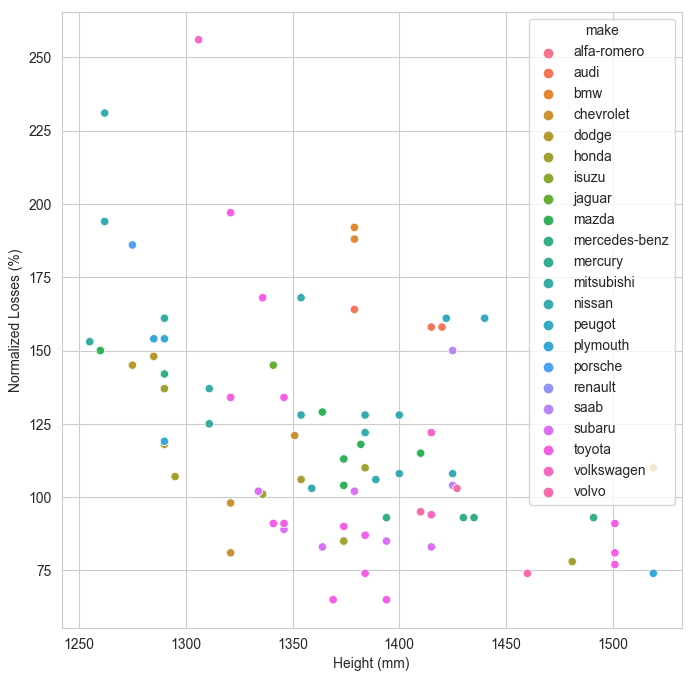 make
alfa-romero
audi
bmw
chevrolet
dodge
honda
isuzu
jaguar
mazda
mercedes-benz
mercury
mitsubishi
nissan
peugot
plymouth
porsche
renault
saab
subaru
toyota
volkswagen
volvo
250
225
200
175
150
125
100
75
Normalized Losses (%)
1250 1300 1350 1400 1450 1500
Height (mm)